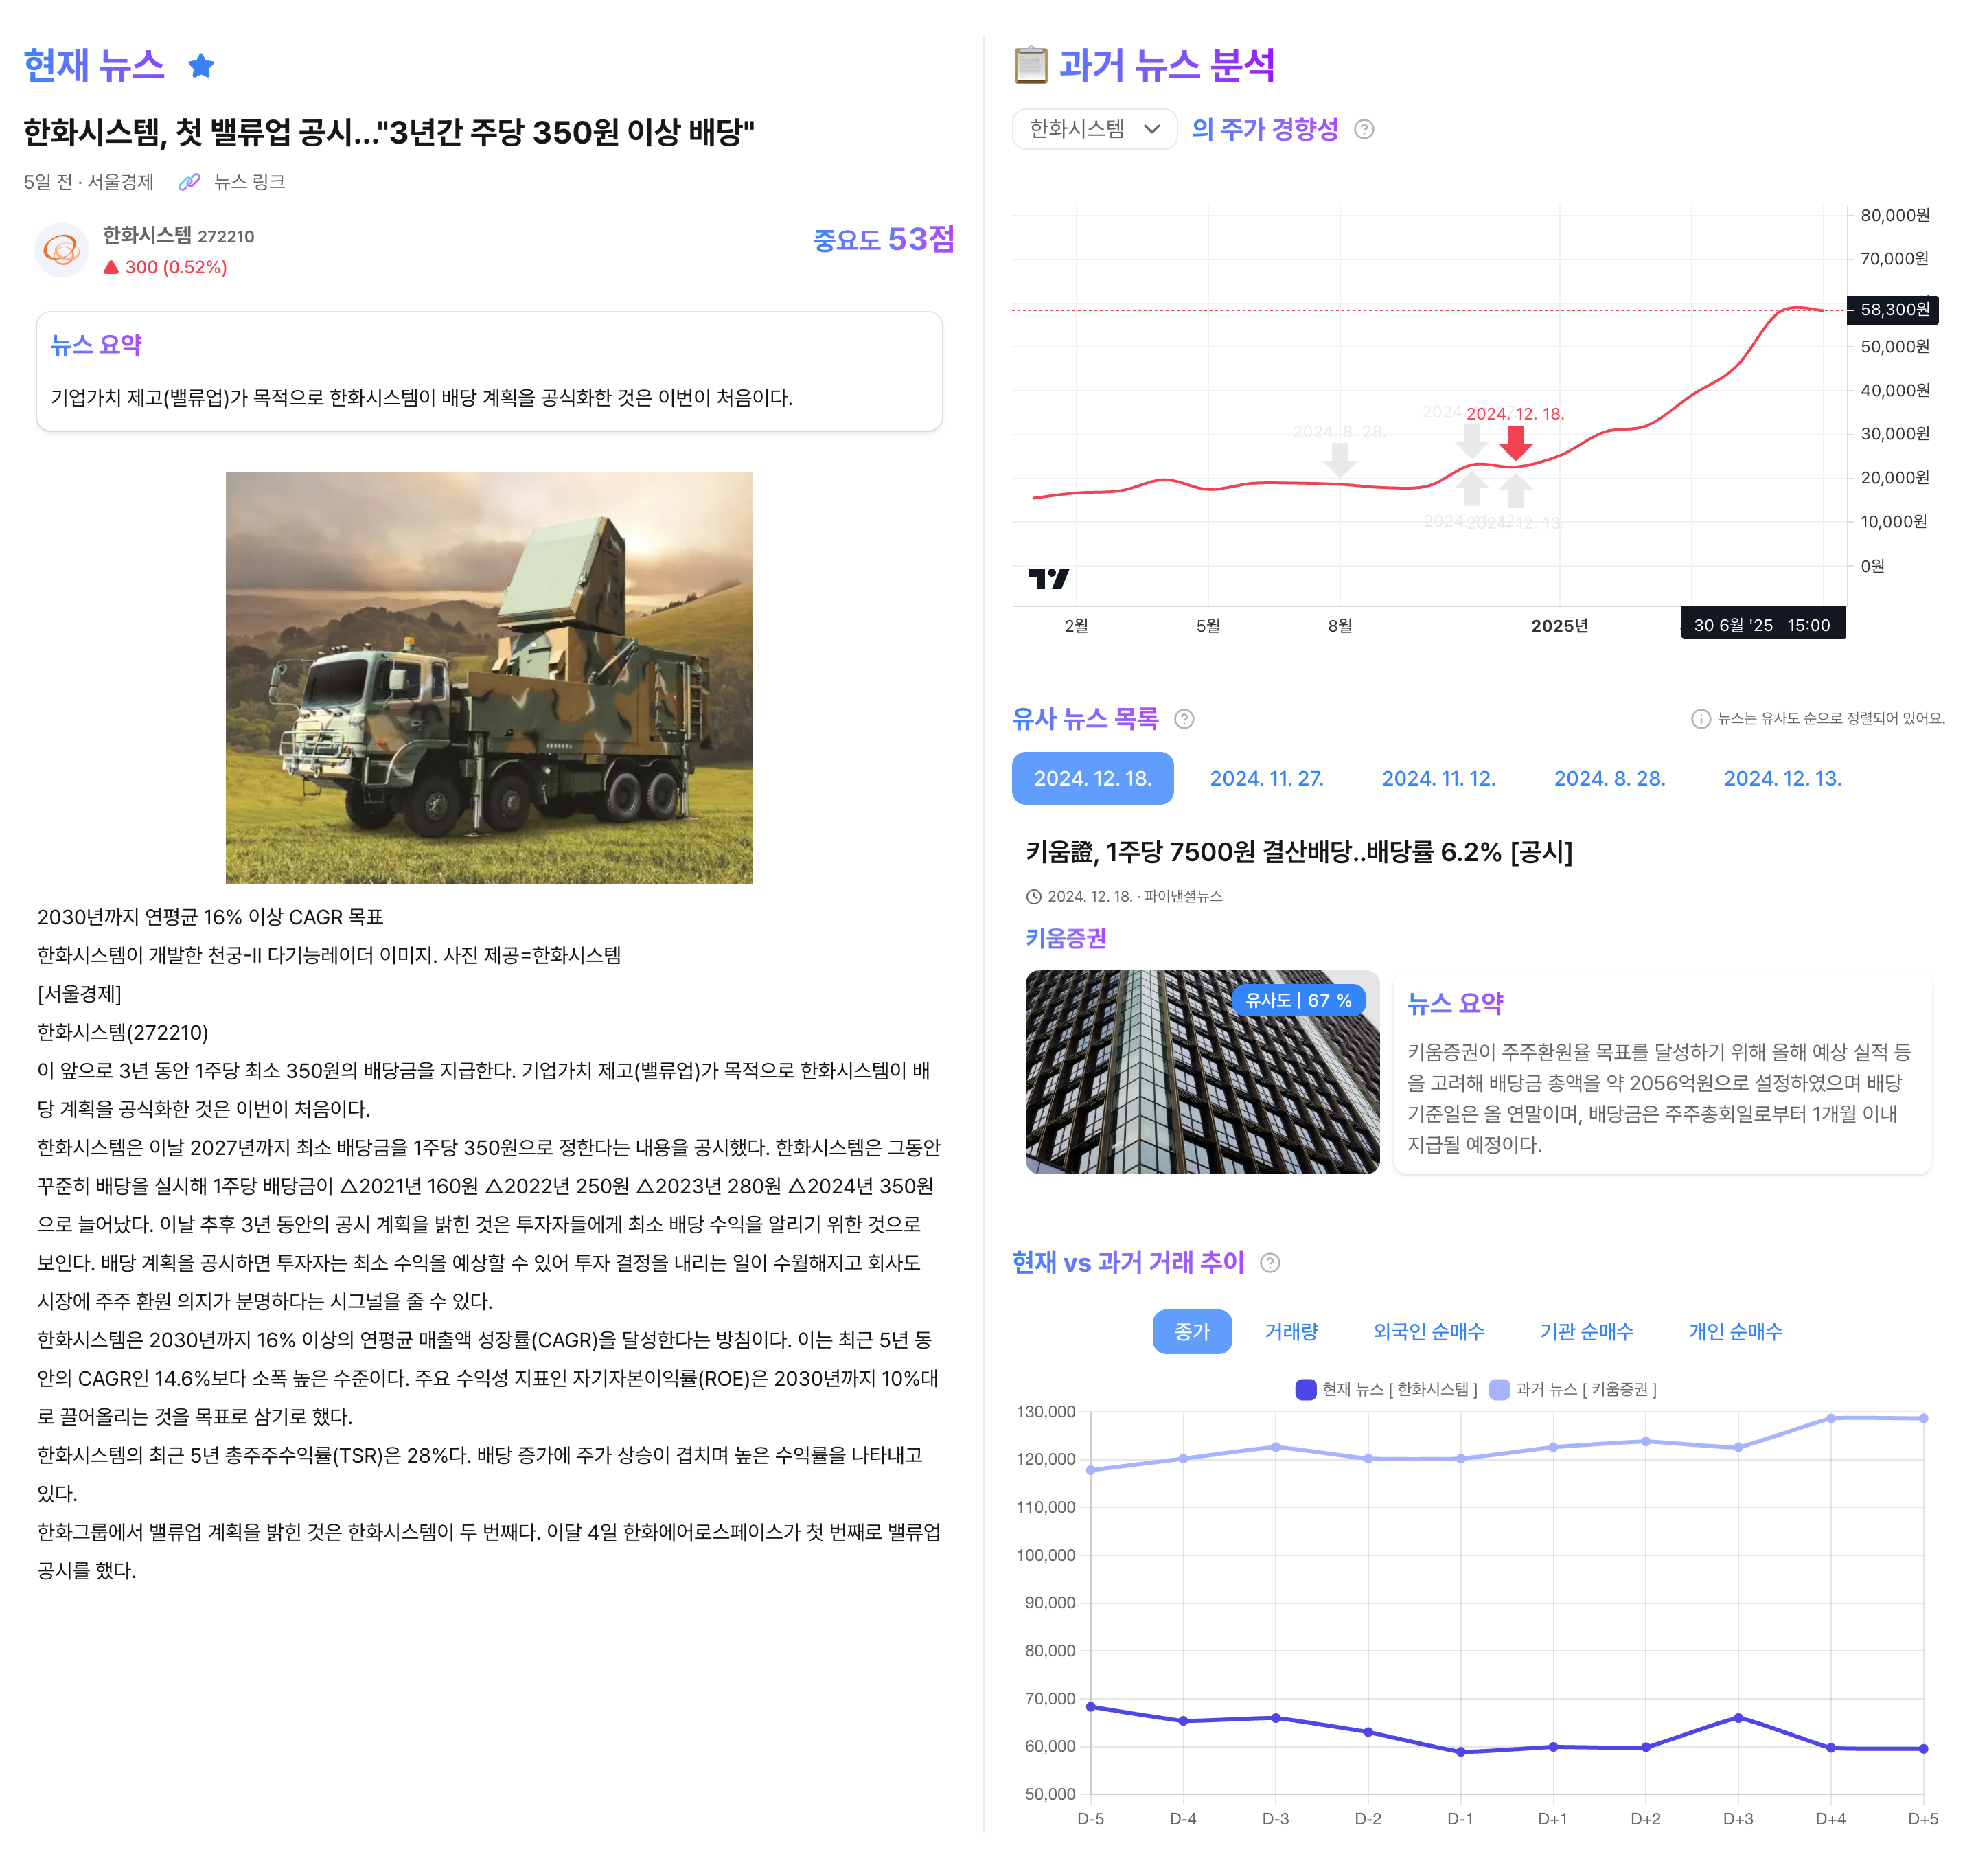 현재 뉴스
한화시스템, 첫 밸류업 공시..."3년간 주당 350원 이상 배당"
5일 전 · 서울경제 뉴스 링크
한화시스템 272210
▲ 300 (0.52%)
중요도 53점
뉴스 요약
기업가치 제고(밸류업)가 목적으로 한화시스템이 배당 계획을 공식화한 것은 이번이 처음이다.
2030년까지 연평균 16% 이상 CAGR 목표
한화시스템이 개발한 천궁-II 다기능레이더 이미지. 사진 제공=한화시스템
[서울경제]
한화시스템(272210)
이 앞으로 3년 동안 1주당 최소 350원의 배당금을 지급한다. 기업가치 제고(밸류업)가 목적으로 한화시스템이 배
당 계획을 공식화한 것은 이번이 처음이다.
한화시스템은 이날 2027년까지 최소 배당금을 1주당 350원으로 정한다는 내용을 공시했다. 한화시스템은 그동안
꾸준히 배당을 실시해 1주당 배당금이 △2021년 160원 △2022년 250원 △2023년 280원 △2024년 350원
으로 늘어났다. 이날 추후 3년 동안의 공시 계획을 밝힌 것은 투자자들에게 최소 배당 수익을 알리기 위한 것으로
보인다. 배당 계획을 공시하면 투자자는 최소 수익을 예상할 수 있어 투자 결정을 내리는 일이 수월해지고 회사도
시장에 주주 환원 의지가 분명하다는 시그널을 줄 수 있다.
한화시스템은 2030년까지 16% 이상의 연평균 매출액 성장률(CAGR)을 달성한다는 방침이다. 이는 최근 5년 동
안의 CAGR인 14.6%보다 소폭 높은 수준이다. 주요 수익성 지표인 자기자본이익률(ROE)은 2030년까지 10%대
로 끌어올리는 것을 목표로 삼기로 했다.
한화시스템의 최근 5년 총주주수익률(TSR)은 28%다. 배당 증가에 주가 상승이 겹치며 높은 수익률을 나타내고
있다.
한화그룹에서 밸류업 계획을 밝힌 것은 한화시스템이 두 번째다. 이달 4일 한화에어로스페이스가 첫 번째로 밸류업
공시를 했다.
과거 뉴스 분석
한화시스템 의 주가 경향성
80,000원
70,000원
58,300원
50,000원
40,000원
30,000원
20,000원
10,000원
0원
2024. 12. 18.
2024. 8. 28.
2024. 12. 13.
2월 5월 8월 2025년 30 6월 '25 15:00
유사 뉴스 목록
뉴스는 유사도 순으로 정렬되어 있어요.
2024. 12. 18. 2024. 11. 27. 2024. 11. 12. 2024. 8. 28. 2024. 12. 13.
키움證, 1주당 7500원 결산배당..배당률 6.2% [공시]
2024. 12. 18. · 파이낸셜뉴스
키움증권
유사도 | 67 %
뉴스 요약
키움증권이 주주환원율 목표를 달성하기 위해 올해 예상 실적 등
을 고려해 배당금 총액을 약 2056억원으로 설정하였으며 배당
기준일은 올 연말이며, 배당금은 주주총회일로부터 1개월 이내
지급될 예정이다.
현재 vs 과거 거래 추이
종가 거래량 외국인 순매수 기관 순매수 개인 순매수
현재 뉴스 [ 한화시스템 ] 과거 뉴스 [ 키움증권 ]
130,000
120,000
110,000
100,000
90,000
80,000
70,000
60,000
50,000
D-5 D-4 D-3 D-2 D-1 D+1 D+2 D+3 D+4 D+5